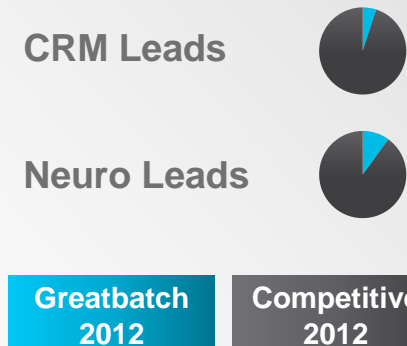 CRM Leads
Neuro Leads
Greatbatch
2012
Competitive
2012